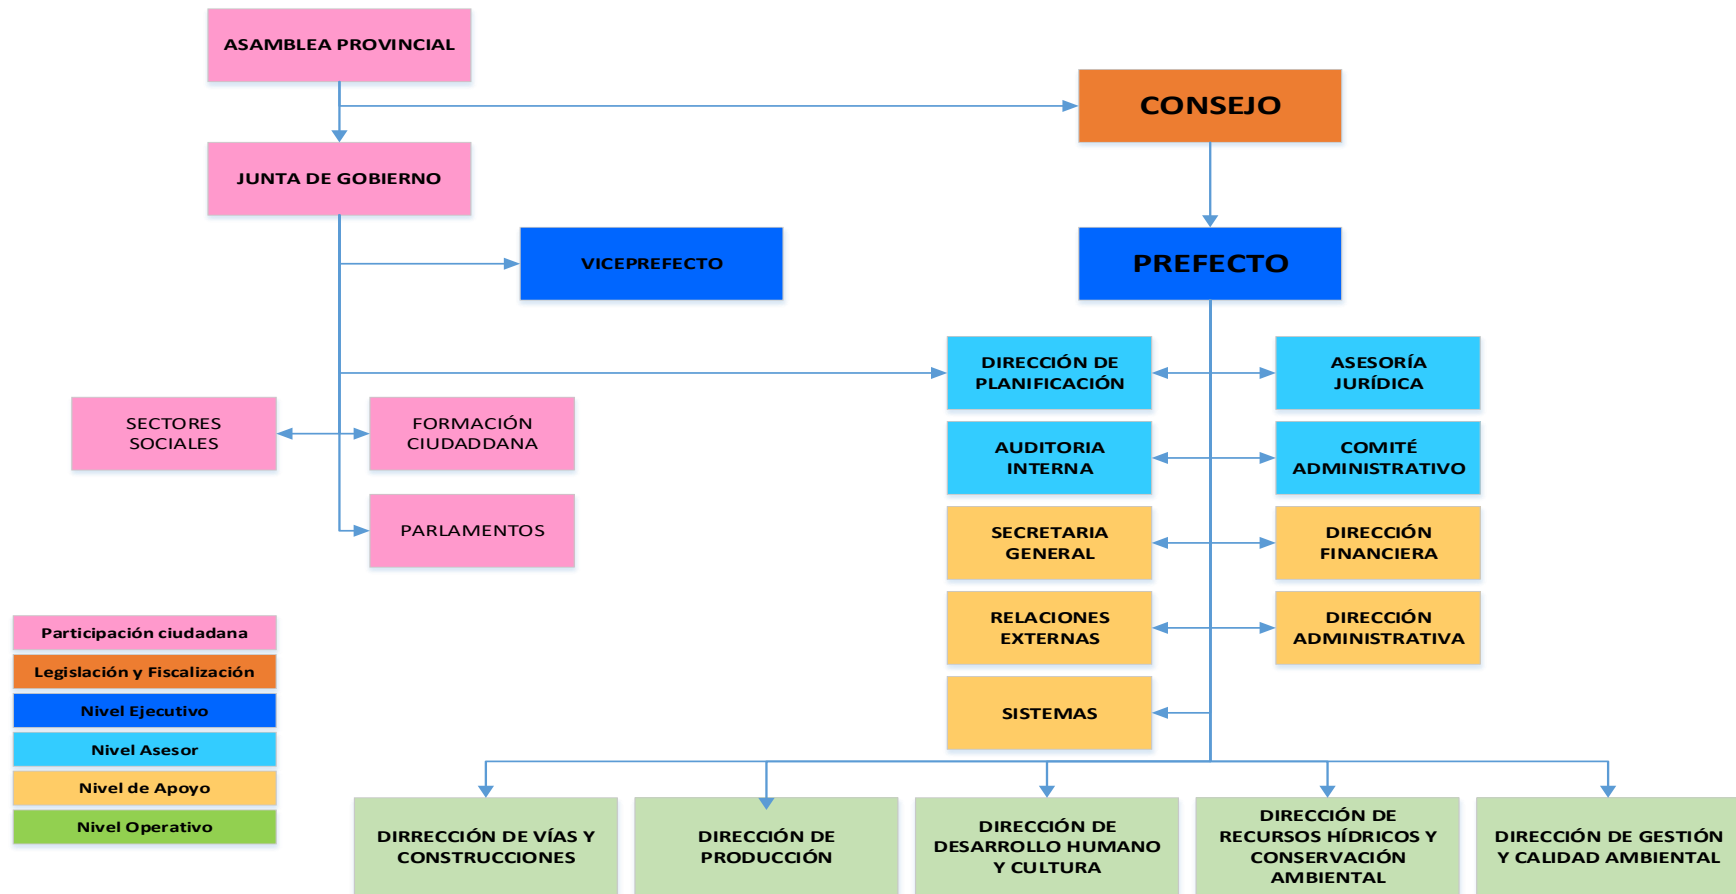 ASAMBLEA PROVINCIAL
CONSEJO
JUNTA DE GOBIERNO
VICEPREFECTO
PREFECTO
DIRECCIÓN DE
PLANIFICACIÓN
ASESORÍA
JURÍDICA
SECTORES
SOCIALES
FORMACIÓN
CIUDADDANA
AUDITORIA
INTERNA
COMITÉ
ADMINISTRATIVO
PARLAMENTOS
SECRETARIA
GENERAL
DIRECCIÓN
FINANCIERA
RELACIONES
EXTERNAS
DIRECCIÓN
ADMINISTRATIVA
SISTEMAS
Participación ciudadana
Legislación y Fiscalización
Nivel Ejecutivo
Nivel Asesor
Nivel de Apoyo
Nivel Operativo
DIRRECCIÓN DE VÍAS Y
CONSTRUCCIONES
DIRECCIÓN DE
PRODUCCIÓN
DIRECCIÓN DE
DESARROLLO HUMANO
Y CULTURA
DIRECCIÓN DE
RECURSOS HÍDRICOS Y
CONSERVACIÓN
AMBIENTAL
DIRECCIÓN DE GESTIÓN
Y CALIDAD AMBIENTAL